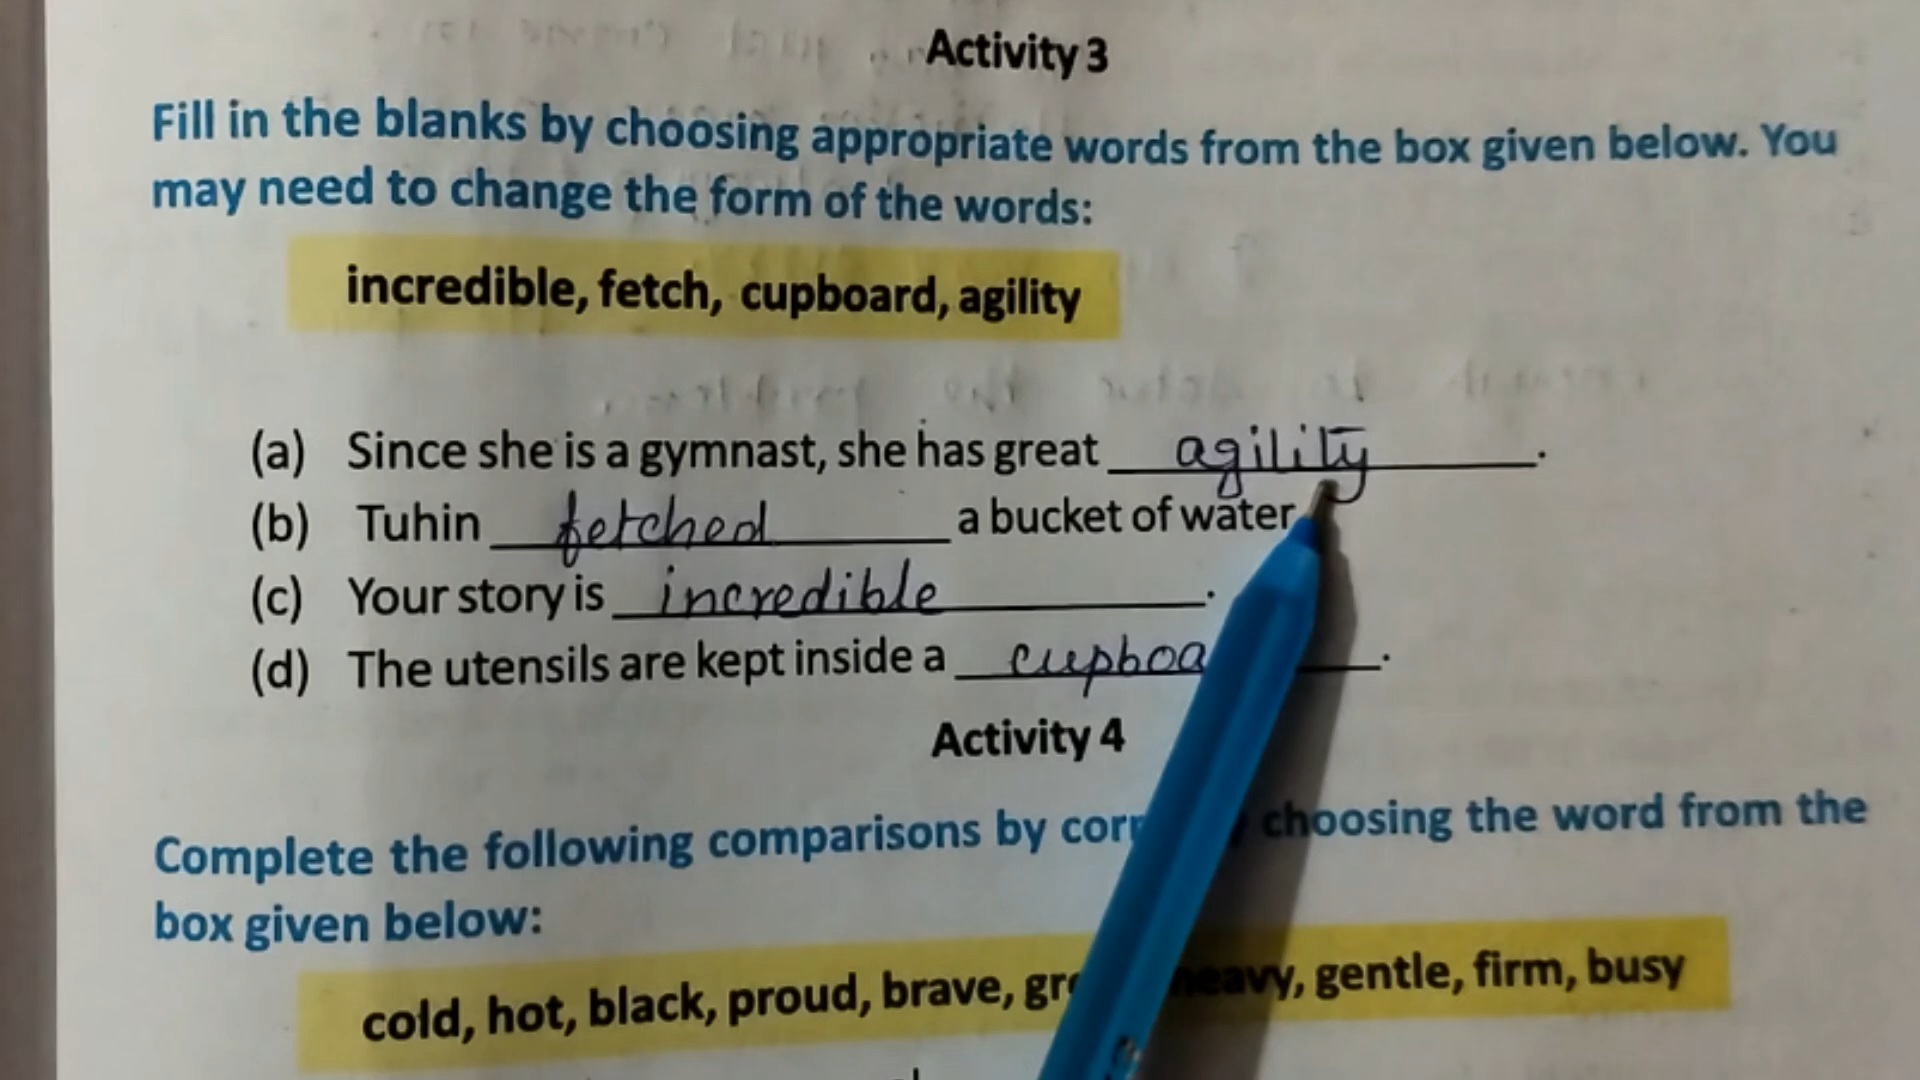 Activity 3
Fill in the blanks by choosing appropriate words from the box given below. You
may need to change the form of the words:
incredible, fetch, cupboard, agility
(a) Since she is a gymnast, she has great agility.
(b) Tuhin fetched a bucket of water
(c) Your story is incredible.
(d) The utensils are kept inside a cupboa.
Activity 4
Complete the following comparisons by choosing the word from the
box given below:
cold, hot, black, proud, brave, heavy, gentle, firm, busy